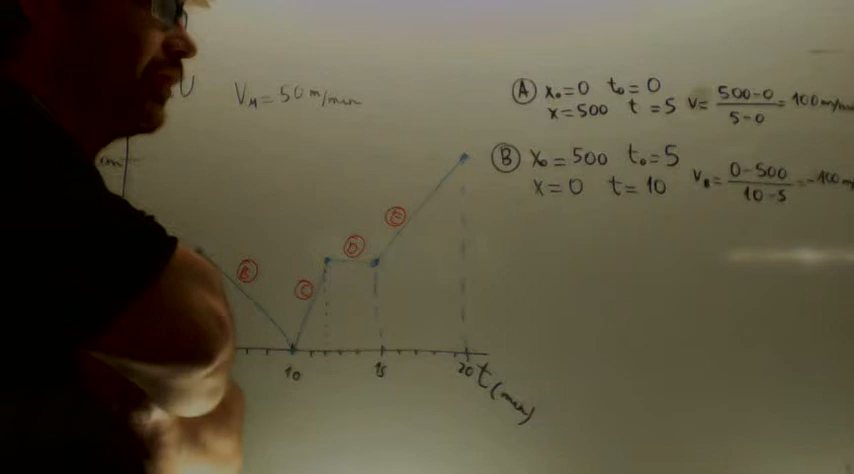 V_M = 50 m/min
Ⓐ x₀=0 t₀=0
x=500 t=5 v= 500-0 / 5-0 = 100 m/min
Ⓑ x₀=500 t₀=5
x=0 t=10 v_B= 0-500 / 10-5 = -100 m
B
C
D
E
10
15
20
t (min)